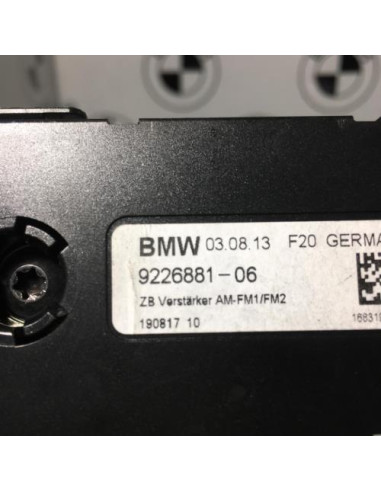 BMW 03.08.13 F20 GERMA
9226881-06
ZB Verstärker AM-FM1/FM2
190817 10